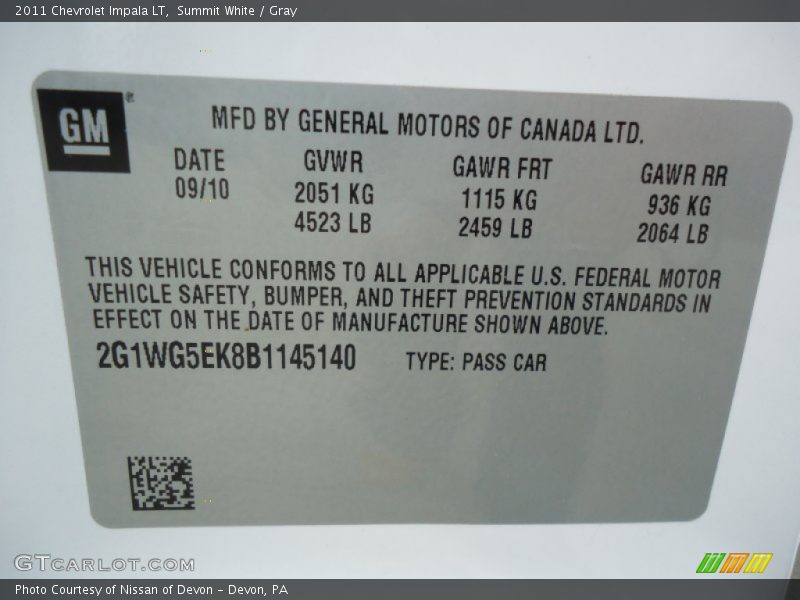 2011 Chevrolet Impala LT, Summit White / Gray
GM
MFD BY GENERAL MOTORS OF CANADA LTD.
DATE GVWR GAWR FRT GAWR RR
09/10 2051 KG 1115 KG 936 KG
4523 LB 2459 LB 2064 LB
THIS VEHICLE CONFORMS TO ALL APPLICABLE U.S. FEDERAL MOTOR
VEHICLE SAFETY, BUMPER, AND THEFT PREVENTION STANDARDS IN
EFFECT ON THE DATE OF MANUFACTURE SHOWN ABOVE.
2G1WG5EK8B1145140 TYPE: PASS CAR
GTCARLOT.COM
Photo Courtesy of Nissan of Devon - Devon, PA